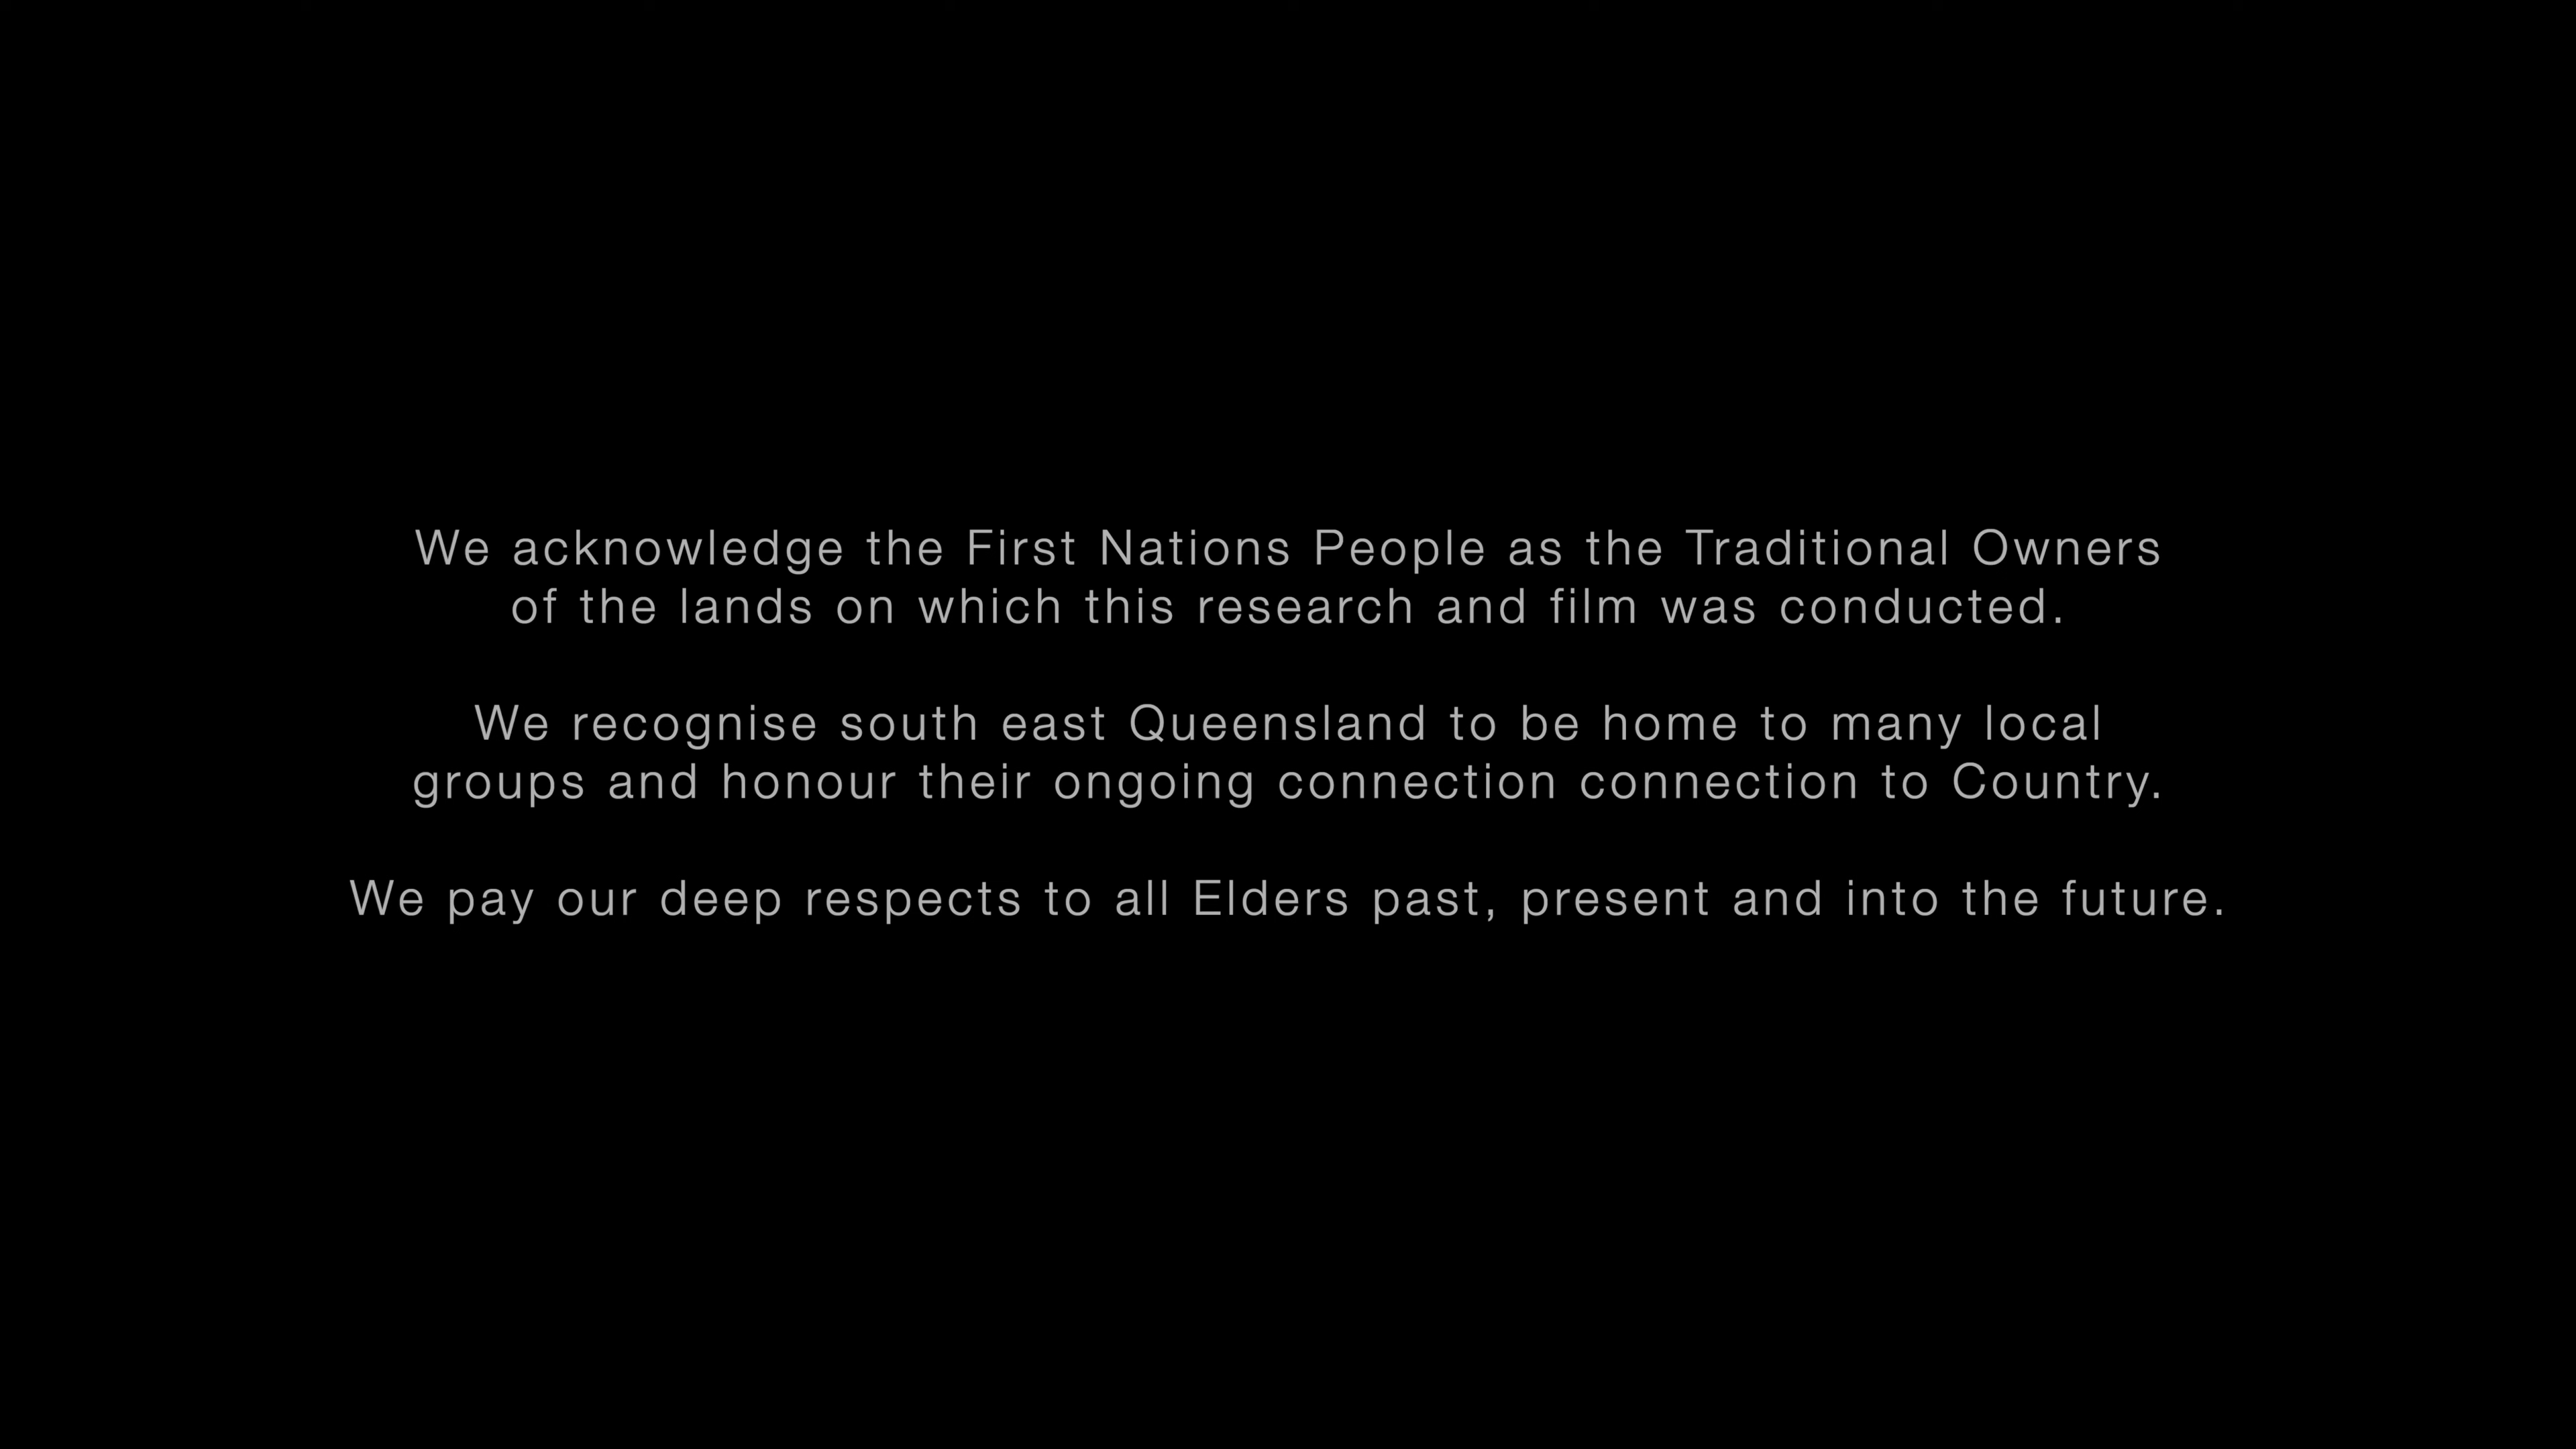 We acknowledge the First Nations People as the Traditional Owners
of the lands on which this research and film was conducted.
We recognise south east Queensland to be home to many local
groups and honour their ongoing connection connection to Country.
We pay our deep respects to all Elders past, present and into the future.